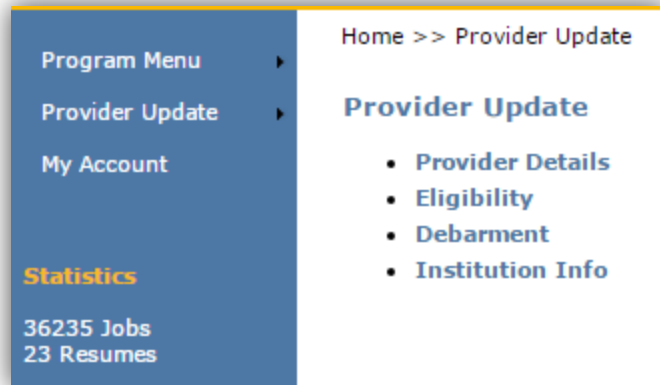 Program Menu
Provider Update
My Account
Statistics
36235 Jobs
23 Resumes
Home >> Provider Update
Provider Update
Provider Details
Eligibility
Debarment
Institution Info